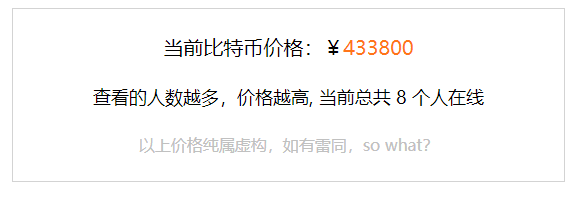 当前比特币价格：￥433800
查看的人数越多，价格越高, 当前总共 8 个人在线
以上价格纯属虚构，如有雷同，so what?